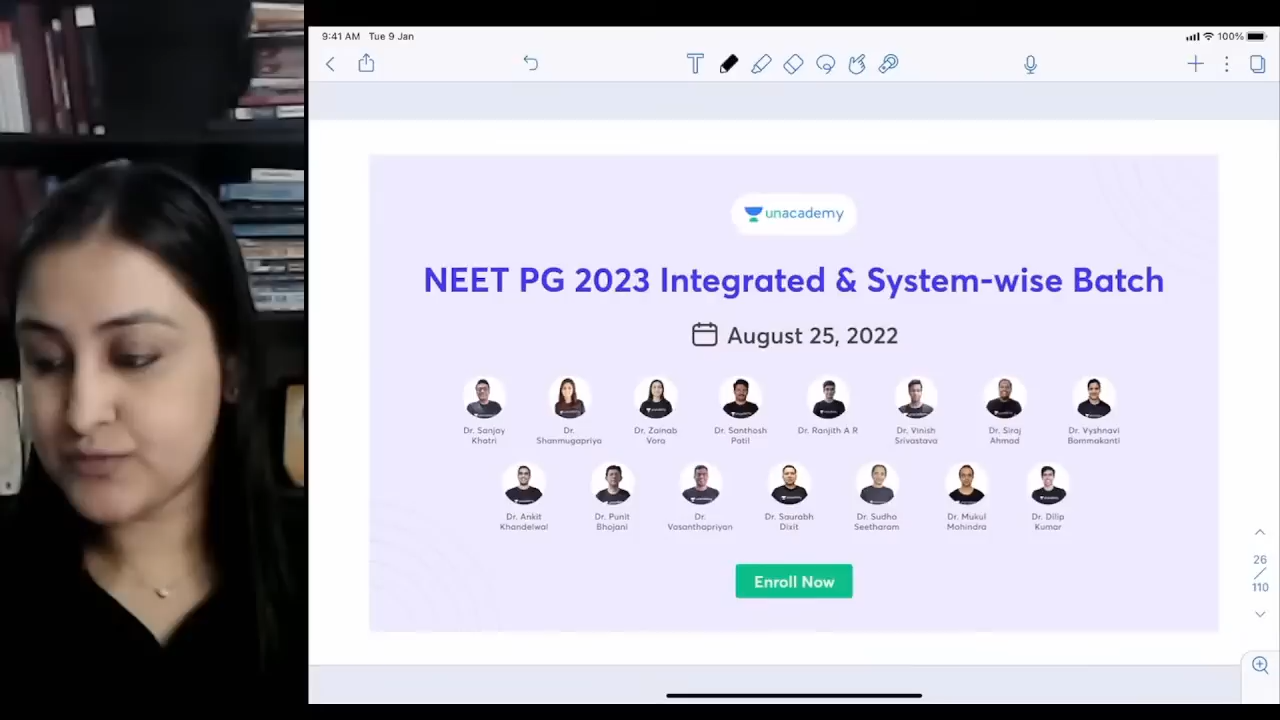 9:41 AM Tue 9 Jan
100%
unacademy
NEET PG 2023 Integrated & System-wise Batch
August 25, 2022
Dr. Sanjay Khatri
Dr. Shanmugapriya
Dr. Zainab Vora
Dr. Santhosh Patil
Dr. Ranjith A R
Dr. Vinish Srivastava
Dr. Siraj Ahmad
Dr. Vyshnavi Bommakanti
Dr. Ankit Khandelwal
Dr. Punit Bhojani
Dr. Vasanthapriyan
Dr. Saurabh Dixit
Dr. Sudha Seetharam
Dr. Mukul Mohindra
Dr. Dilip Kumar
Enroll Now
26
/
110